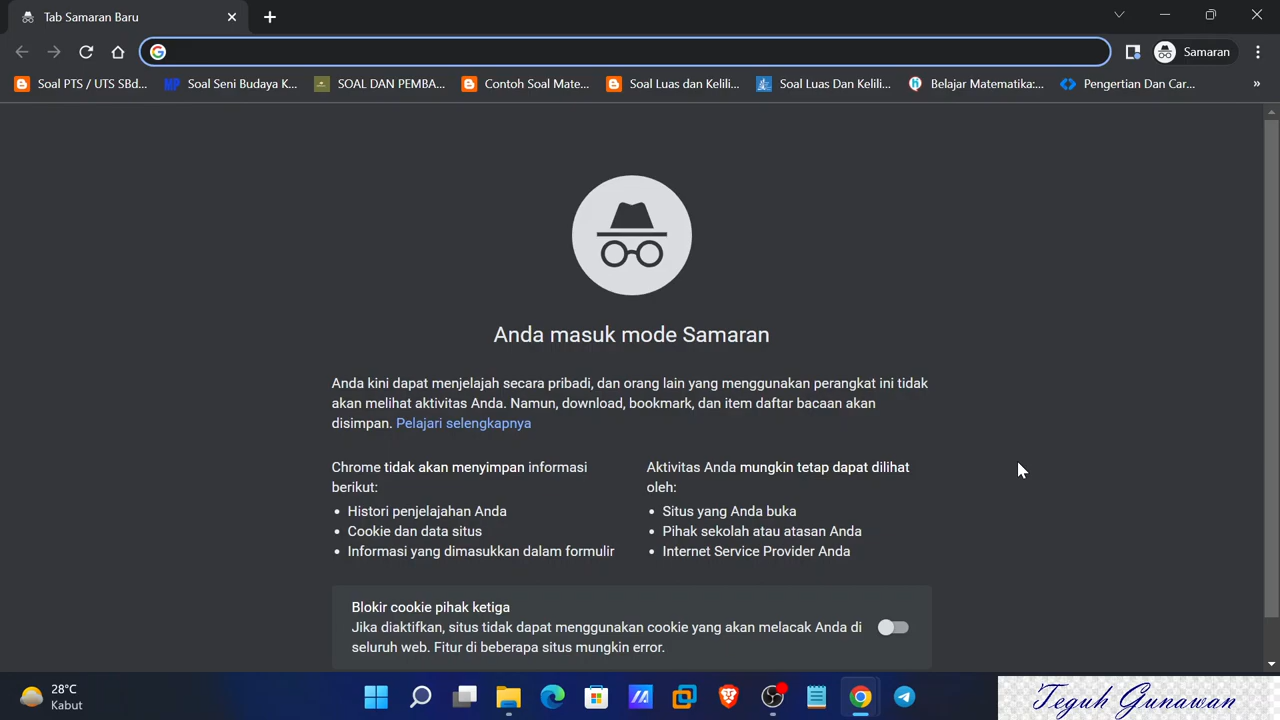 Tab Samaran Baru
Samaran
Soal PTS / UTS SBd...
MP Soal Seni Budaya K...
SOAL DAN PEMBA...
Contoh Soal Mate...
Soal Luas dan Kelili...
Soal Luas Dan Kelili...
Belajar Matematika:...
Pengertian Dan Car...
Anda masuk mode Samaran
Anda kini dapat menjelajah secara pribadi, dan orang lain yang menggunakan perangkat ini tidak
akan melihat aktivitas Anda. Namun, download, bookmark, dan item daftar bacaan akan
disimpan. Pelajari selengkapnya
Chrome tidak akan menyimpan informasi
berikut:
• Histori penjelajahan Anda
• Cookie dan data situs
• Informasi yang dimasukkan dalam formulir
Aktivitas Anda mungkin tetap dapat dilihat
oleh:
• Situs yang Anda buka
• Pihak sekolah atau atasan Anda
• Internet Service Provider Anda
Blokir cookie pihak ketiga
Jika diaktifkan, situs tidak dapat menggunakan cookie yang akan melacak Anda di
seluruh web. Fitur di beberapa situs mungkin error.
28°C
Kabut
Teguh Gunawan